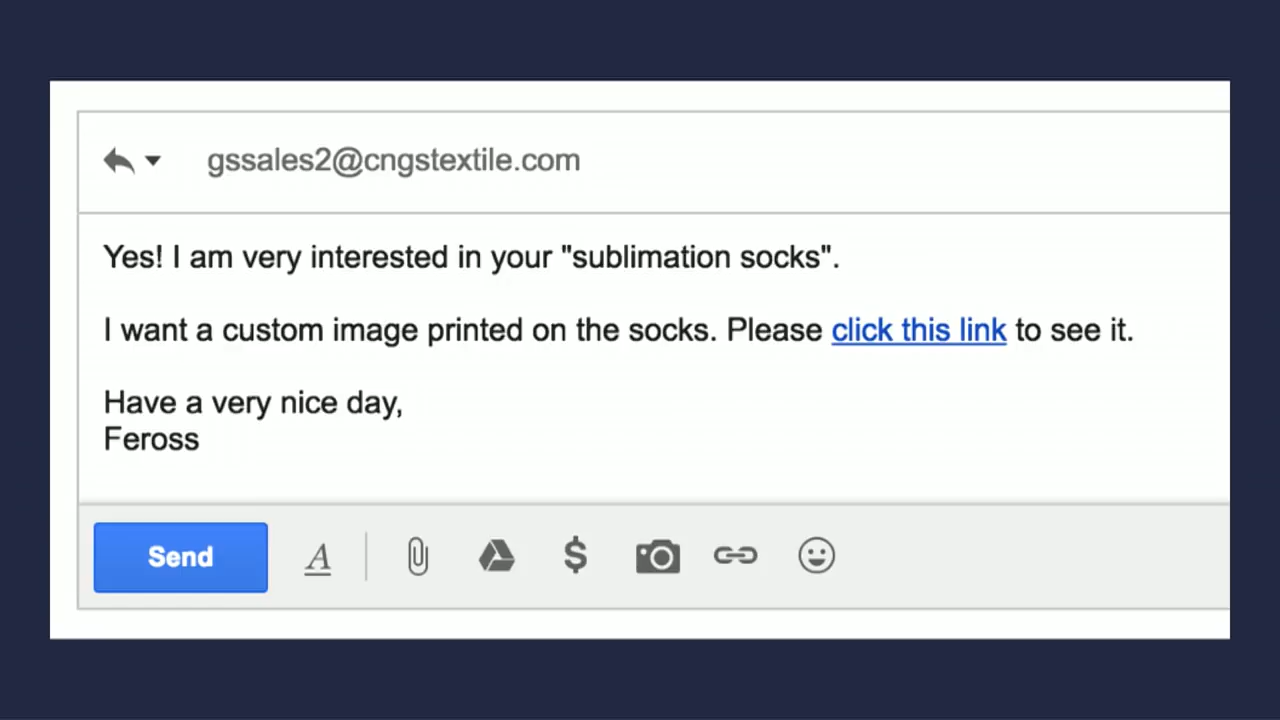 gssales2@cngstextile.com
Yes! I am very interested in your "sublimation socks".
I want a custom image printed on the socks. Please click this link to see it.
Have a very nice day,
Feross
Send A $